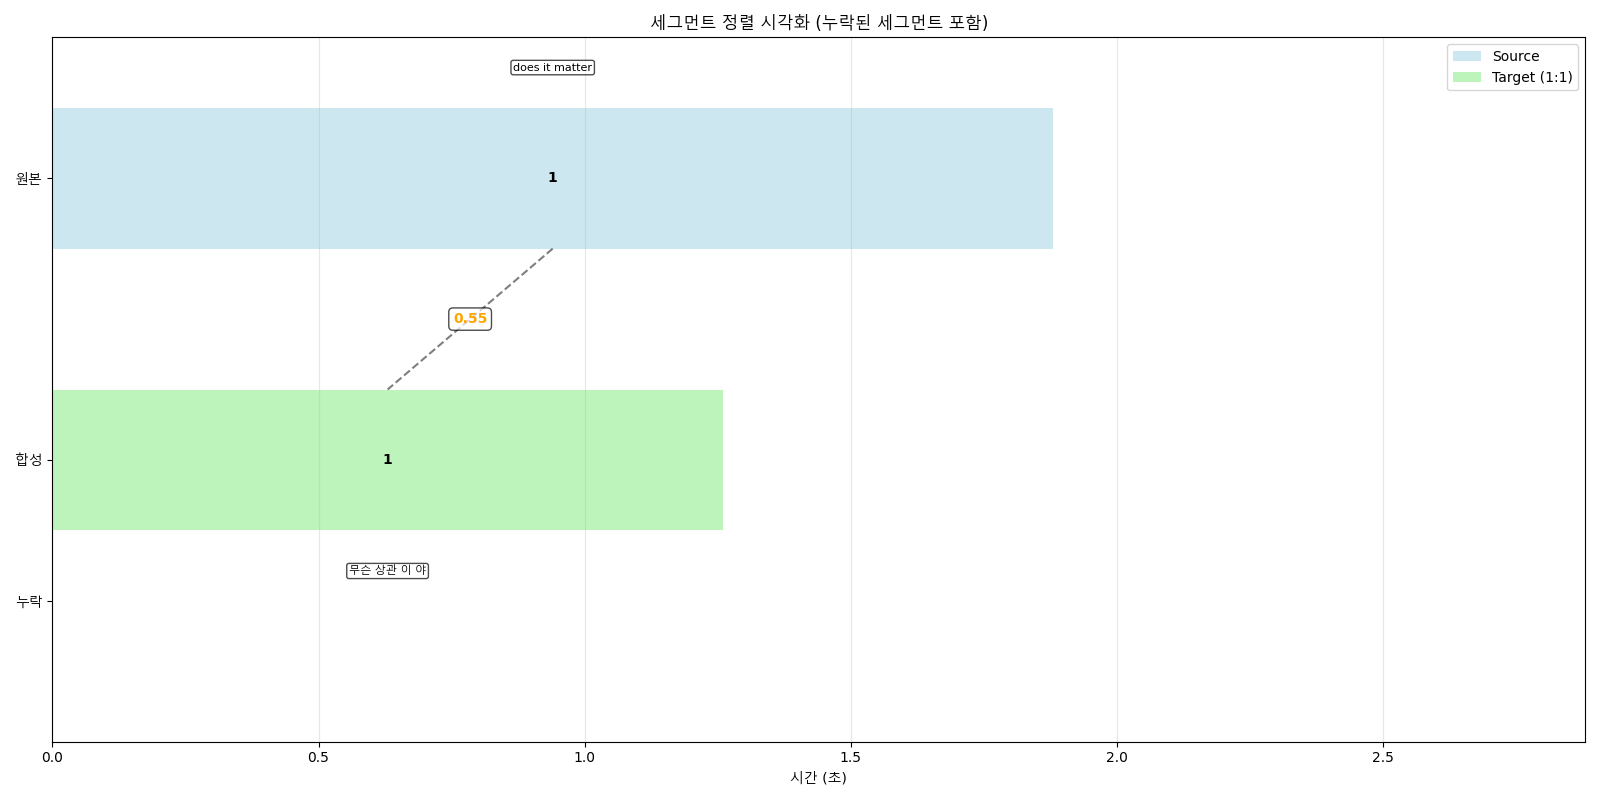 세그먼트 정렬 시각화 (누락된 세그먼트 포함)
does it matter
Source
Target (1:1)
원본
1
0.55
합성
1
무슨 상관 이 야
누락
0.0 0.5 1.0 1.5 2.0 2.5
시간 (초)